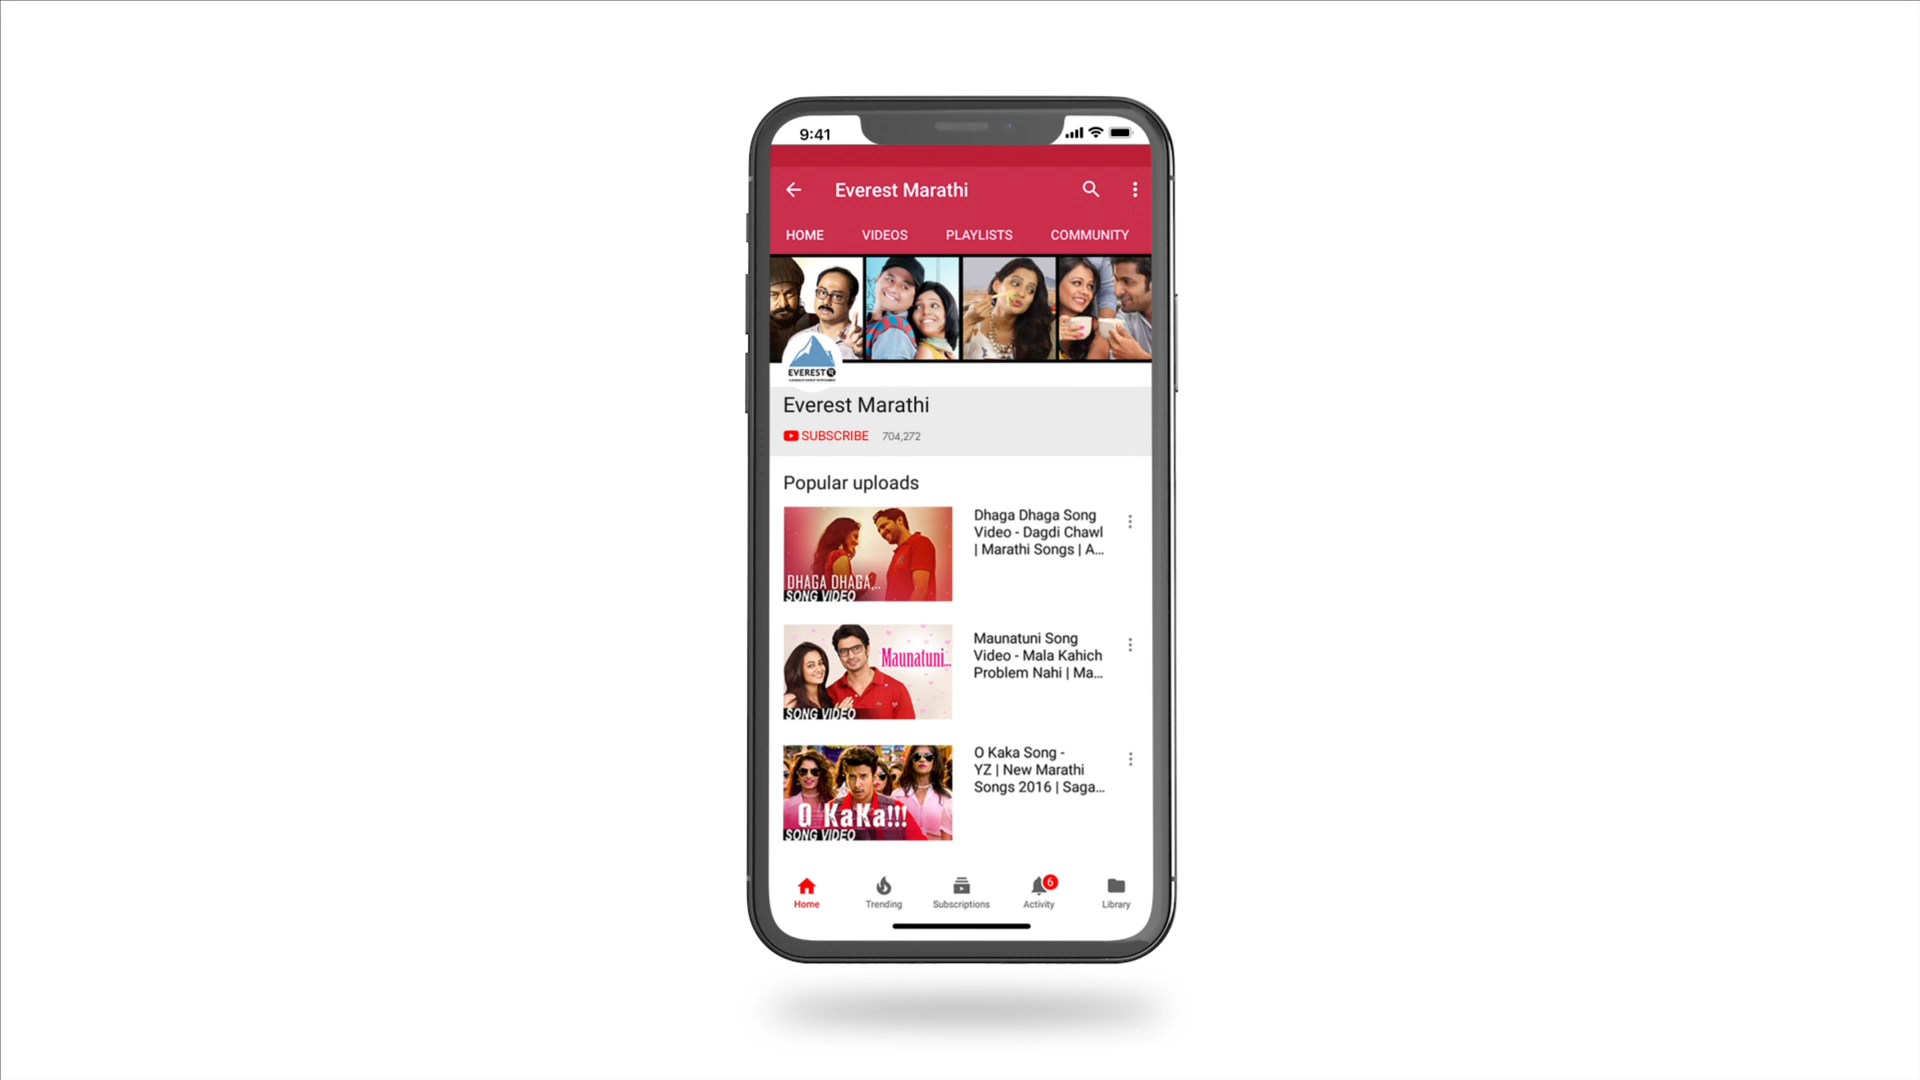 9:41
Everest Marathi
HOME VIDEOS PLAYLISTS COMMUNITY
EVEREST
Everest Marathi
SUBSCRIBE 704,272
Popular uploads
DHAGA DHAGA...
SONG VIDEO
Dhaga Dhaga Song
Video - Dagdi Chawl
| Marathi Songs | A...
Maunatuni...
SONG VIDEO
Maunatuni Song
Video - Mala Kahich
Problem Nahi | Ma...
O KaKa!!!
SONG VIDEO
O Kaka Song -
YZ | New Marathi
Songs 2016 | Saga...
6
Home Trending Subscriptions Activity Library